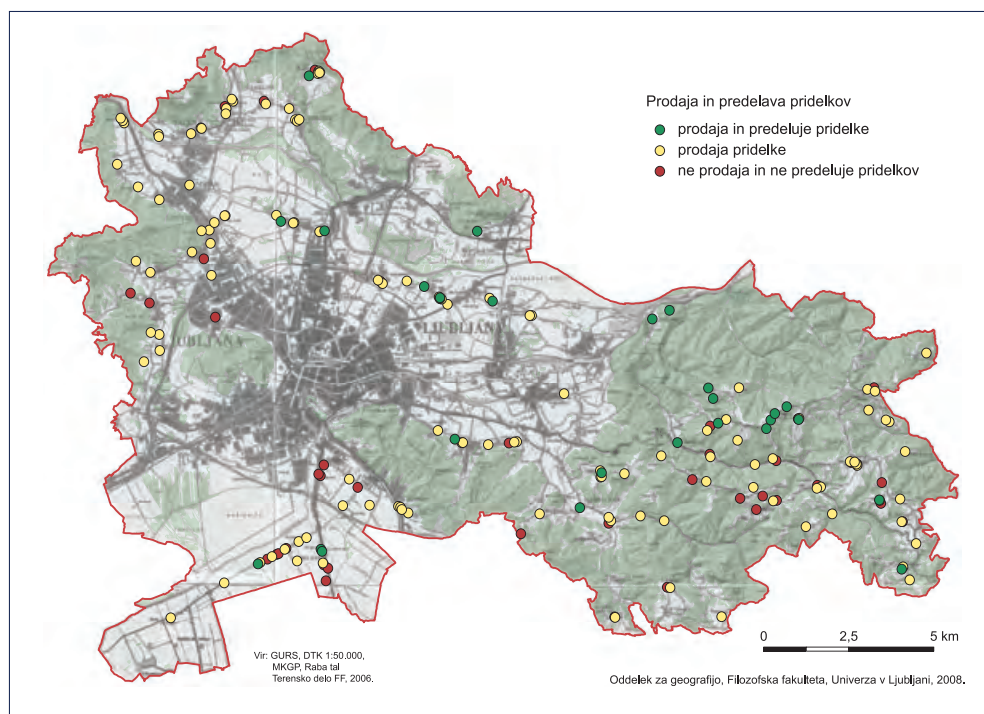 Prodaja in predelava pridelkov
prodaja in predeluje pridelke
prodaja pridelke
ne prodaja in ne predeluje pridelkov
LJUBLJANA
0 2,5 5 km
Vir: GURS, DTK 1:50.000,
MKGP, Raba tal
Terensko delo FF, 2006.
Oddelek za geografijo, Filozofska fakulteta, Univerza v Ljubljani, 2008.